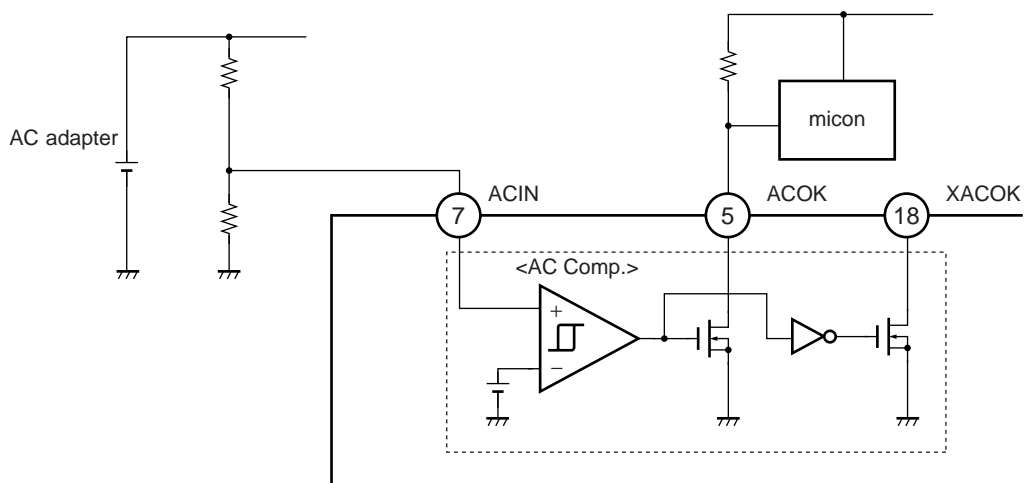 micon
AC adapter
ACIN
ACOK
XACOK
7
5
18
<AC Comp.>
+
−